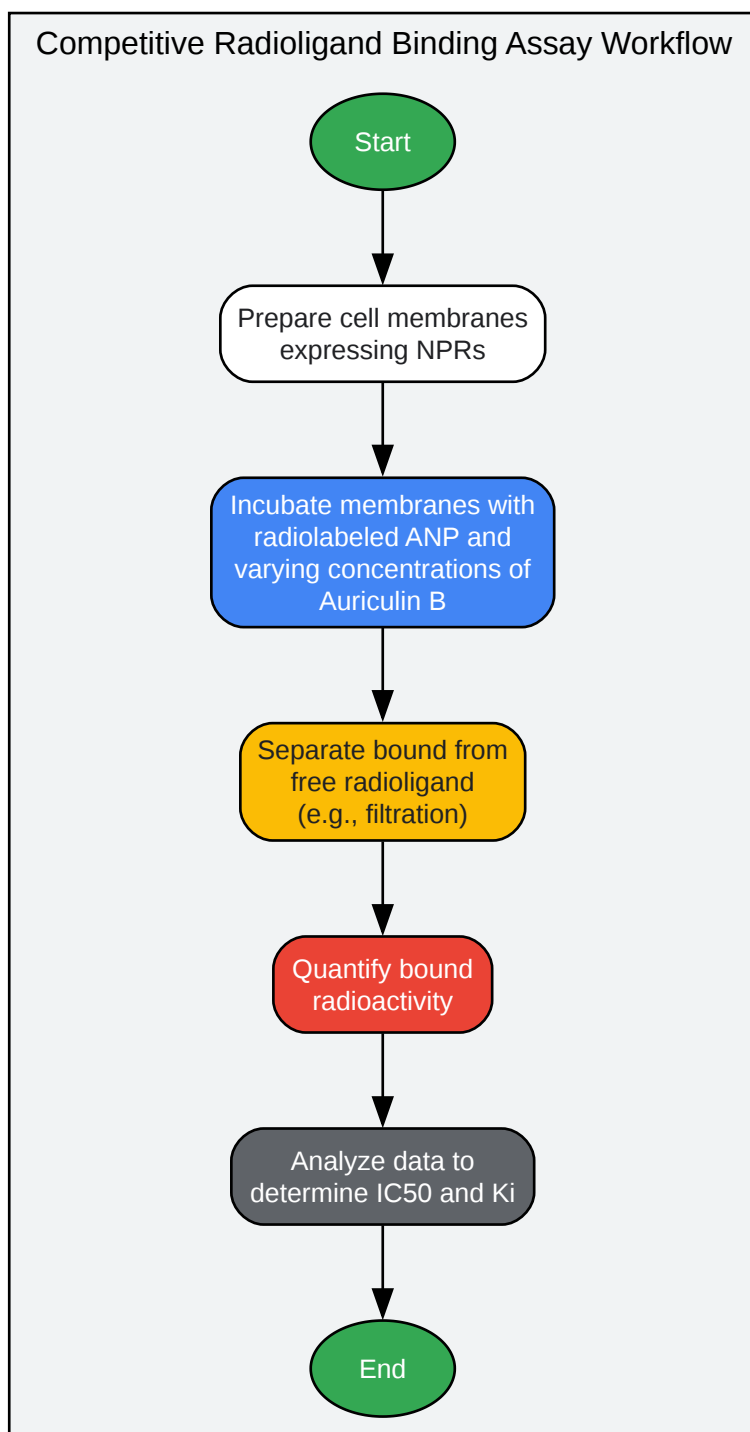 Competitive Radioligand Binding Assay Workflow
Start
Prepare cell membranes
expressing NPRs
Incubate membranes with
radiolabeled ANP and
varying concentrations of
Auriculin B
Separate bound from
free radioligand
(e.g., filtration)
Quantify bound
radioactivity
Analyze data to
determine IC50 and Ki
End